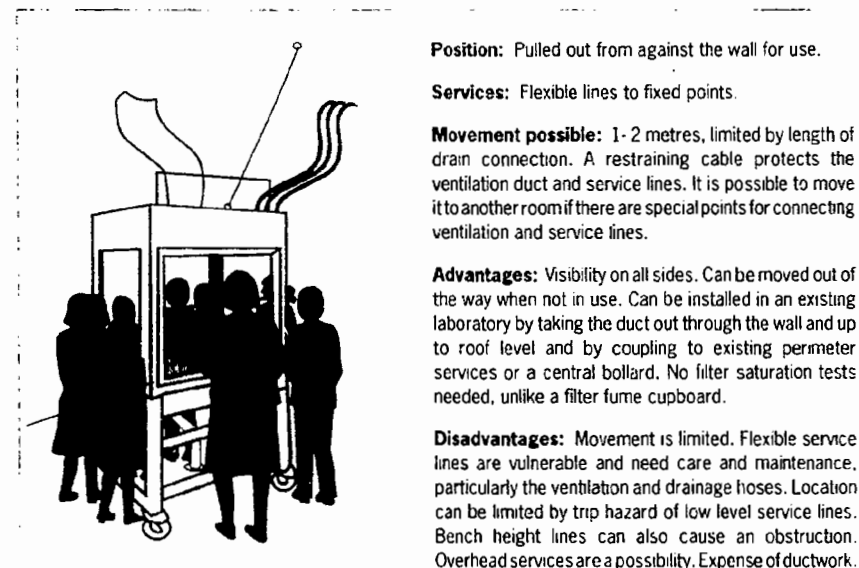 Position: Pulled out from against the wall for use.
Services: Flexible lines to fixed points.
Movement possible: 1- 2 metres, limited by length of
drain connection. A restraining cable protects the
ventilation duct and service lines. It is possible to move
it to another room if there are special points for connecting
ventilation and service lines.
Advantages: Visibility on all sides. Can be moved out of
the way when not in use. Can be installed in an existing
laboratory by taking the duct out through the wall and up
to roof level and by coupling to existing perimeter
services or a central bollard. No filter saturation tests
needed, unlike a filter fume cupboard.
Disadvantages: Movement is limited. Flexible service
lines are vulnerable and need care and maintenance,
particularly the ventilation and drainage hoses. Location
can be limited by trip hazard of low level service lines.
Bench height lines can also cause an obstruction.
Overhead services are a possibility. Expense of ductwork.